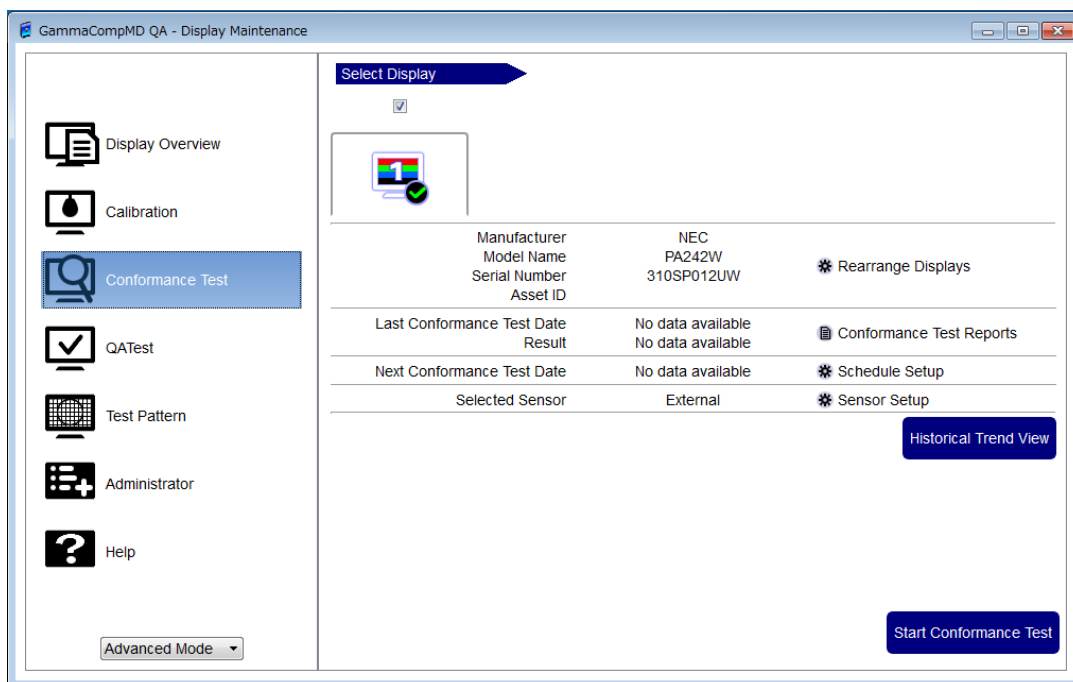 GammaCompMD QA - Display Maintenance
Select Display
1
Display Overview
Calibration
Conformance Test
QATest
Test Pattern
Administrator
Help
Advanced Mode
Manufacturer NEC
Model Name PA242W
Serial Number 310SP012UW
Asset ID
Rearrange Displays
Last Conformance Test Date No data available
Result No data available
Conformance Test Reports
Next Conformance Test Date No data available Schedule Setup
Selected Sensor External Sensor Setup
Historical Trend View
Start Conformance Test